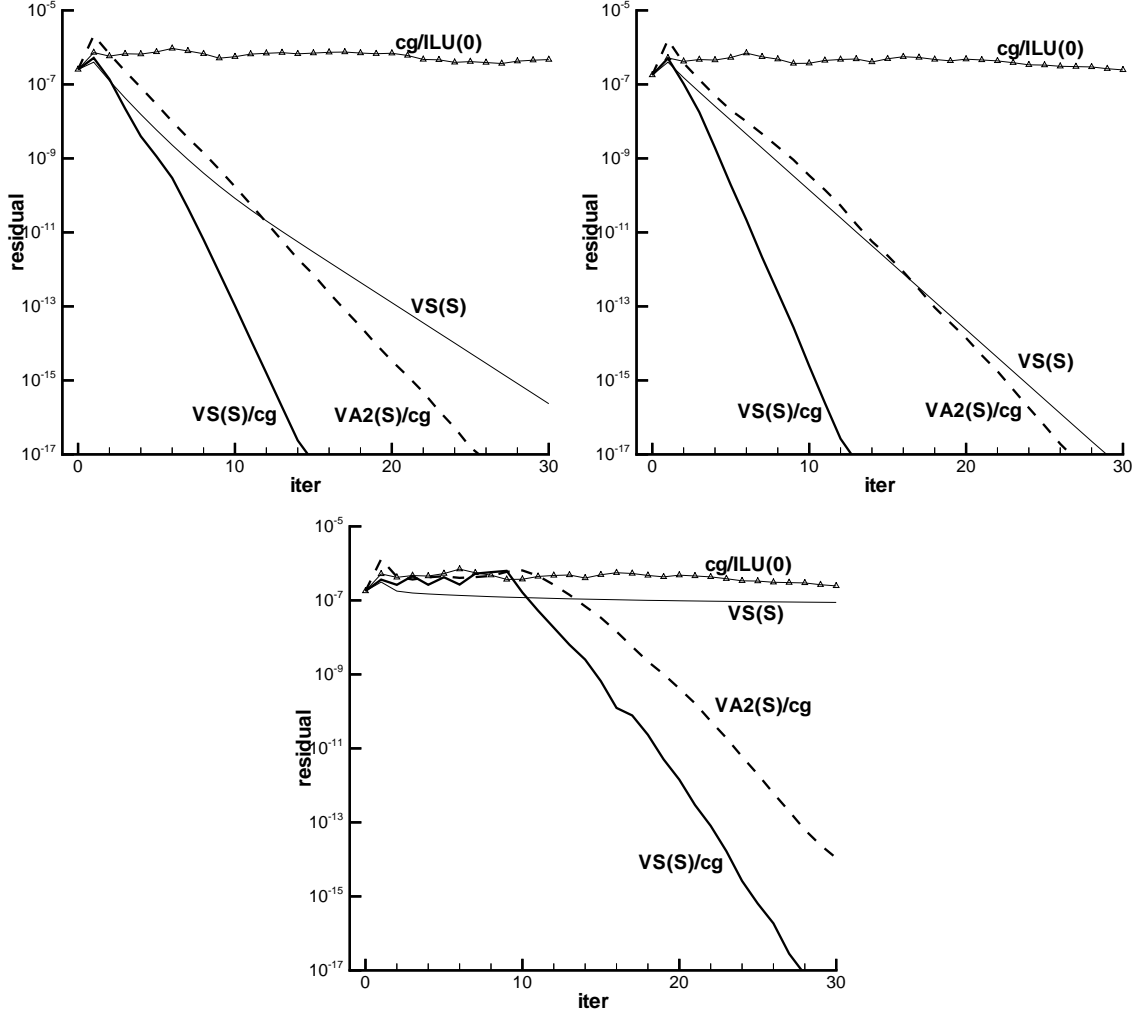 10^-5
10^-7
10^-9
10^-11
10^-13
10^-15
10^-17
residual
0
10
20
30
iter
cg/ILU(0)
VS(S)
VS(S)/cg
VA2(S)/cg
10^-5
10^-7
10^-9
10^-11
10^-13
10^-15
10^-17
residual
0
10
20
30
iter
cg/ILU(0)
VS(S)
VS(S)/cg
VA2(S)/cg
10^-5
10^-7
10^-9
10^-11
10^-13
10^-15
10^-17
residual
0
10
20
30
iter
cg/ILU(0)
VS(S)
VA2(S)/cg
VS(S)/cg